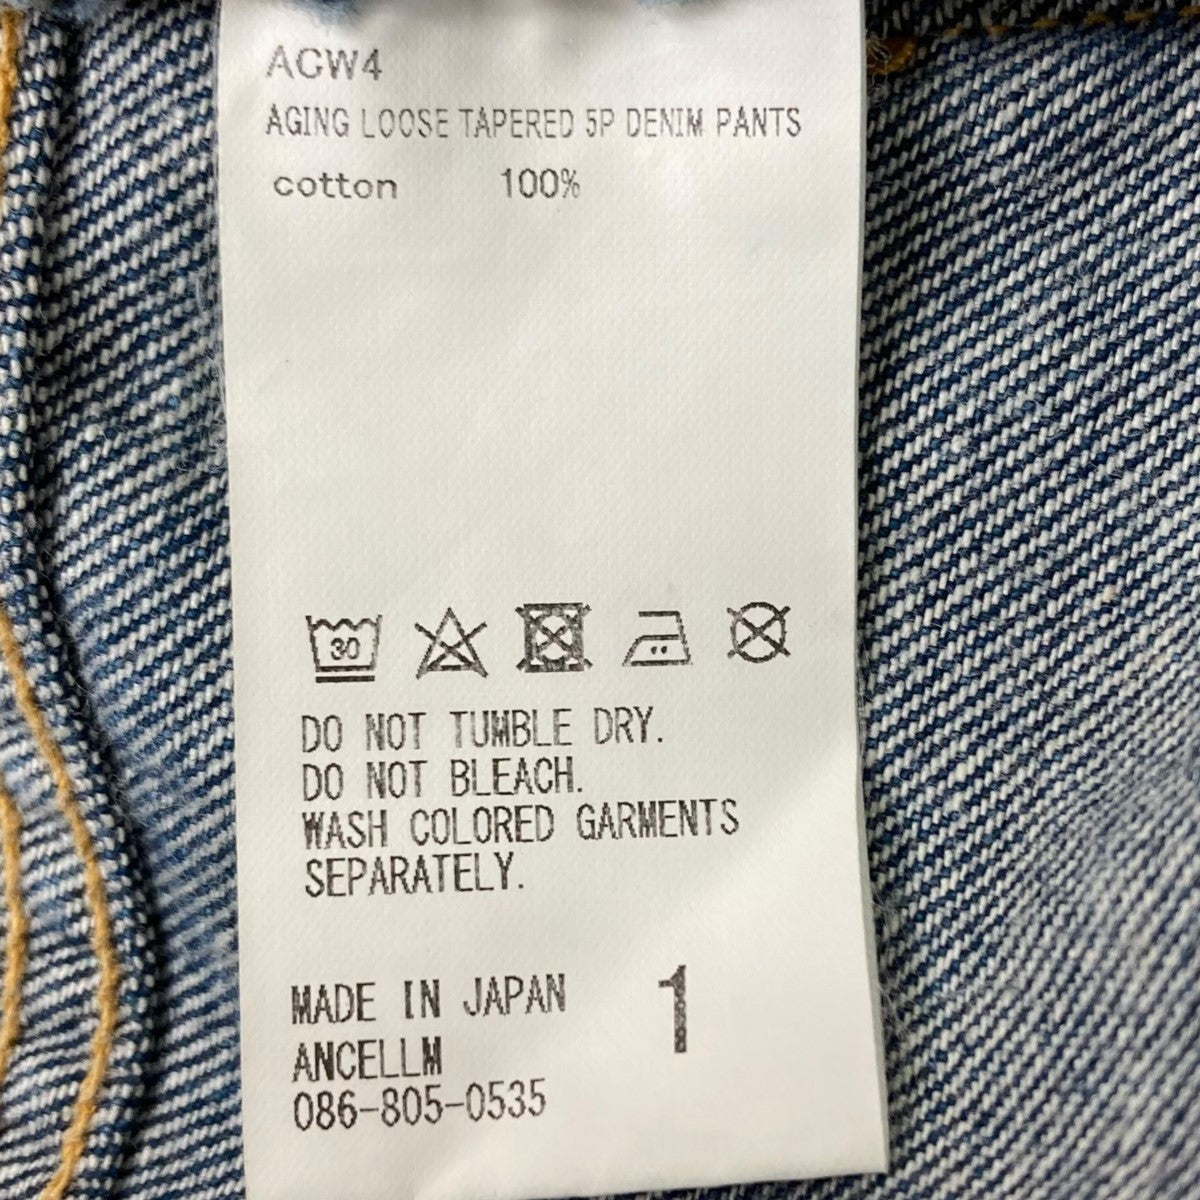 ACW4
AGING LOOSE TAPERED 5P DENIM PANTS
cotton 100%
30
DO NOT TUMBLE DRY.
DO NOT BLEACH.
WASH COLORED GARMENTS
SEPARATELY.
MADE IN JAPAN 1
ANCELLM
086-805-0535